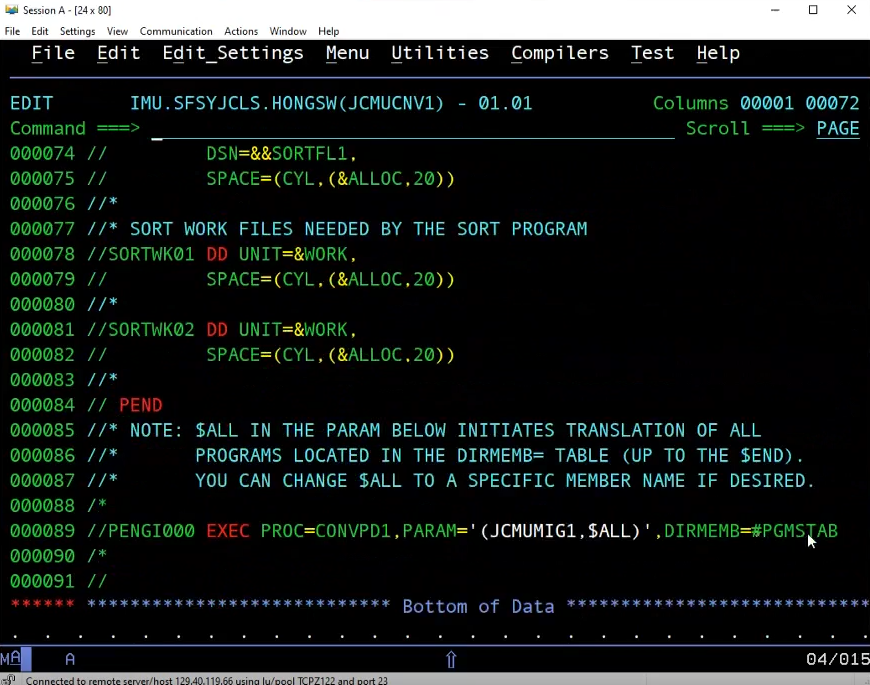 Session A - [24 x 80]
File Edit Settings View Communication Actions Window Help
File Edit Edit_Settings Menu Utilities Compilers Test Help
EDIT IMU.SFSYJCLS.HONGSW(JCMUCNV1) - 01.01 Columns 00001 00072
Command ===> Scroll ===> PAGE
000074 // DSN=&&SORTFL1,
000075 // SPACE=(CYL,(&ALLOC,20))
000076 //*
000077 //* SORT WORK FILES NEEDED BY THE SORT PROGRAM
000078 //SORTWK01 DD UNIT=&WORK,
000079 // SPACE=(CYL,(&ALLOC,20))
000080 //*
000081 //SORTWK02 DD UNIT=&WORK,
000082 // SPACE=(CYL,(&ALLOC,20))
000083 //*
000084 // PEND
000085 //* NOTE: $ALL IN THE PARAM BELOW INITIATES TRANSLATION OF ALL
000086 //* PROGRAMS LOCATED IN THE DIRMEMB= TABLE (UP TO THE $END).
000087 //* YOU CAN CHANGE $ALL TO A SPECIFIC MEMBER NAME IF DESIRED.
000088 /*
000089 //PENGI000 EXEC PROC=CONVPD1,PARAM='(JCMUMIG1,$ALL)',DIRMEMB=#PGMSTAB
000090 /*
000091 //
****** **************************** Bottom of Data ****************************
. . . . . . . . . . . . . . . . . . . . . . . . . . .
MA A 04/015
Connected to remote server/host 129.40.119.66 using lu/pool TCPZ122 and port 23